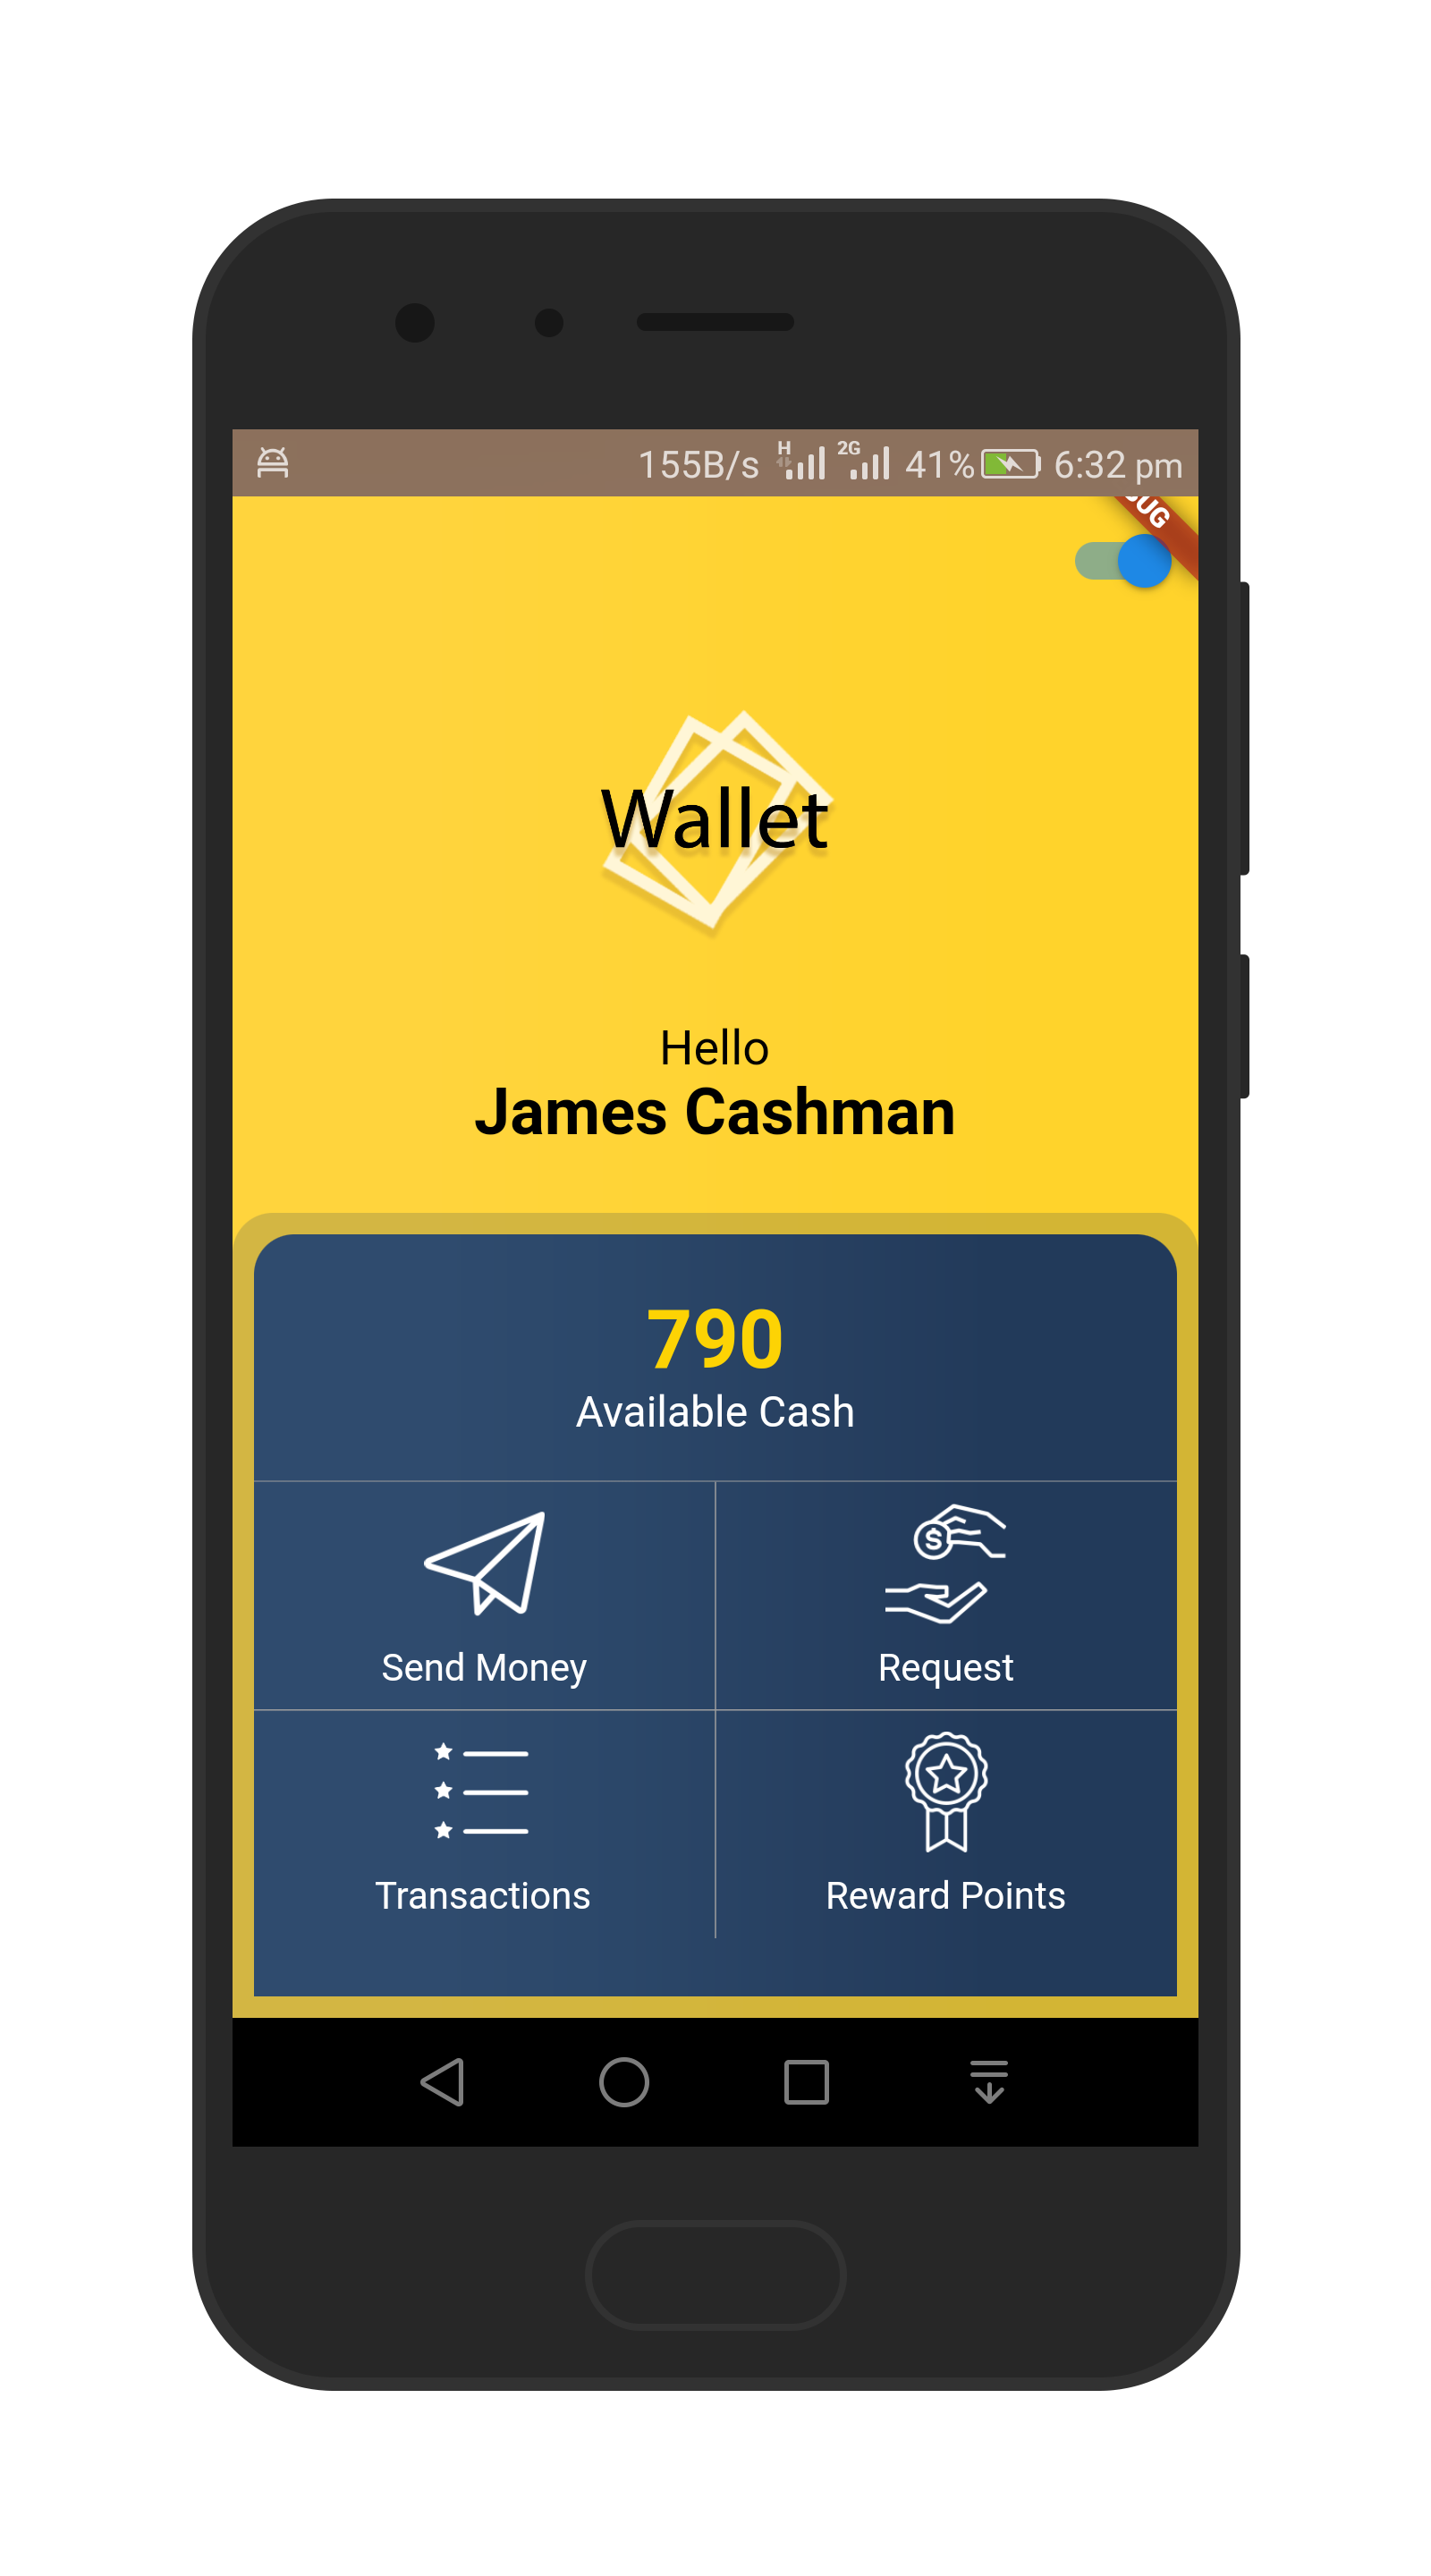 155B/s H 2G 41% 6:32 pm
Wallet
Hello
James Cashman
790
Available Cash
Send Money
Request
Transactions
Reward Points